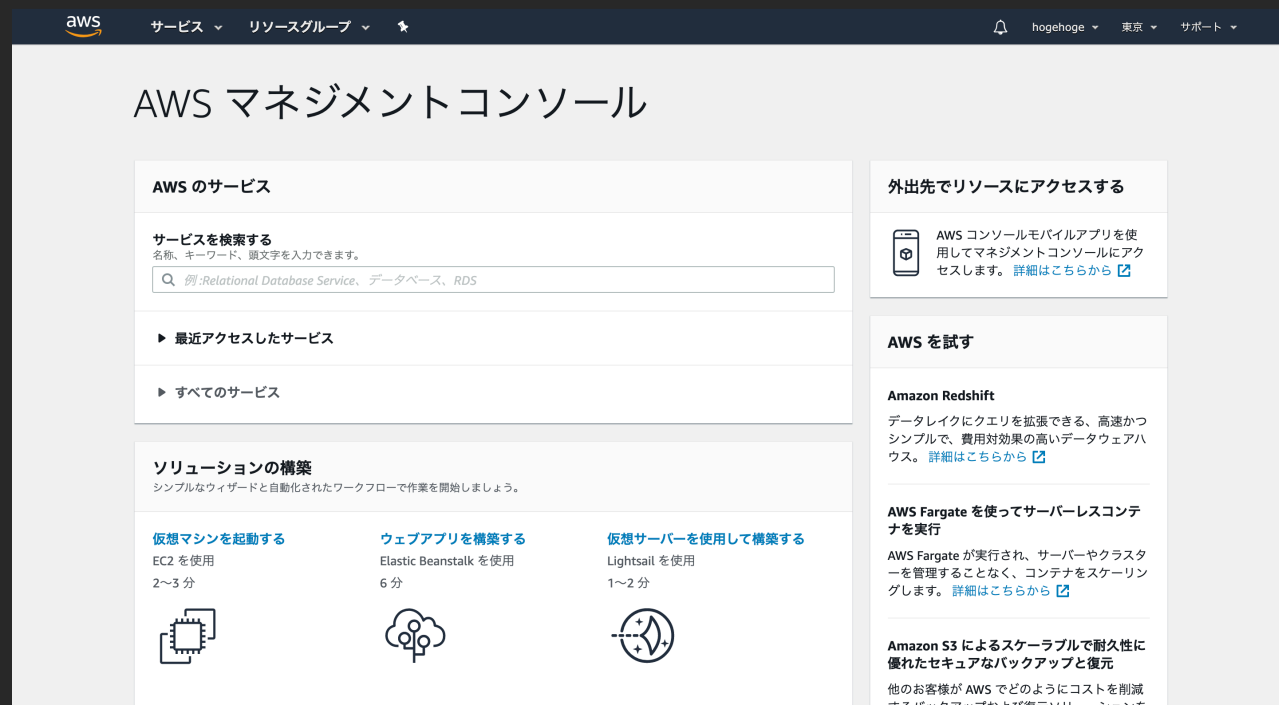 aws
サービス
リソースグループ
hogehoge
東京
サポート
AWS マネジメントコンソール
AWS のサービス
サービスを検索する
名称、キーワード、頭文字を入力できます。
例 :Relational Database Service、データベース、RDS
最近アクセスしたサービス
すべてのサービス
ソリューションの構築
シンプルなウィザードと自動化されたワークフローで作業を開始しましょう。
仮想マシンを起動する
EC2 を使用
2〜3 分
ウェブアプリを構築する
Elastic Beanstalk を使用
6 分
仮想サーバーを使用して構築する
Lightsail を使用
1〜2 分
外出先でリソースにアクセスする
AWS コンソールモバイルアプリを使
用してマネジメントコンソールにアク
セスします。 詳細はこちらから
AWS を試す
Amazon Redshift
データレイクにクエリを拡張できる、高速かつ
シンプルで、費用対効果の高いデータウェアハ
ウス。 詳細はこちらから
AWS Fargate を使ってサーバーレスコンテ
ナを実行
AWS Fargate が実行され、サーバーやクラスタ
ーを管理することなく、コンテナをスケーリン
グします。 詳細はこちらから
Amazon S3 によるスケーラブルで耐久性に
優れたセキュアなバックアップと復元
他のお客様が AWS でどのようにコストを削減
するバックアップおよび復元ソリューションを